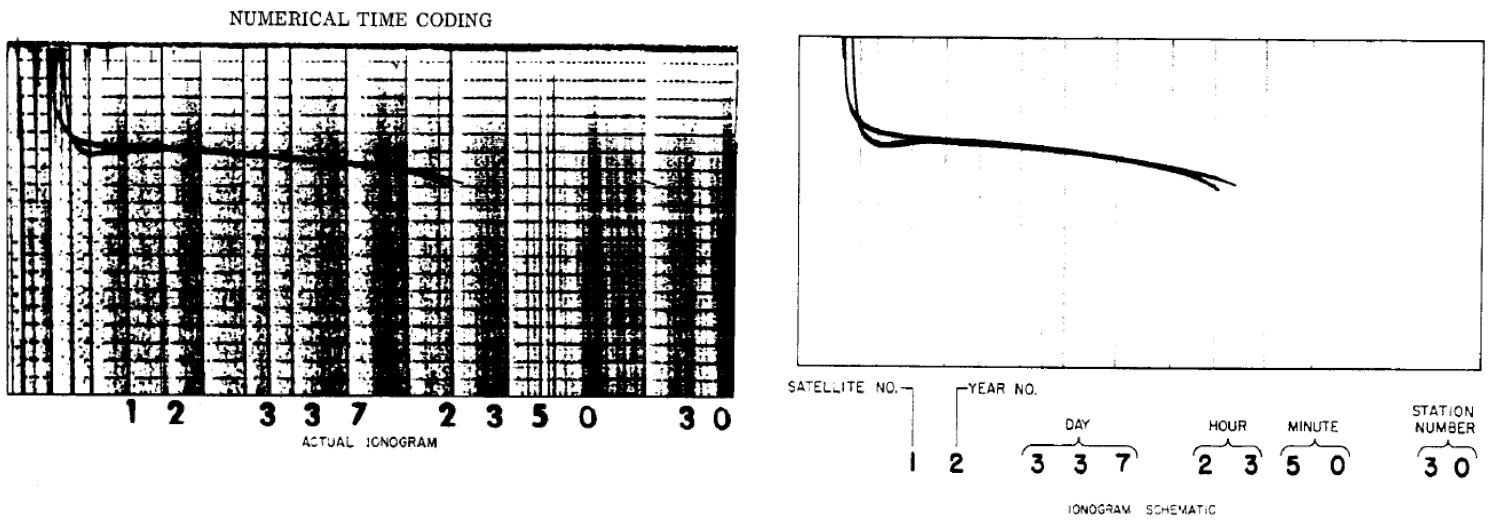 NUMERICAL TIME CODING
1 2 3 3 7 2 3 5 0 3 0
ACTUAL IONOGRAM
SATELLITE NO. YEAR NO.
DAY HOUR MINUTE STATION NUMBER
1 2 3 3 7 2 3 5 0 3 0
IONOGRAM SCHEMATIC